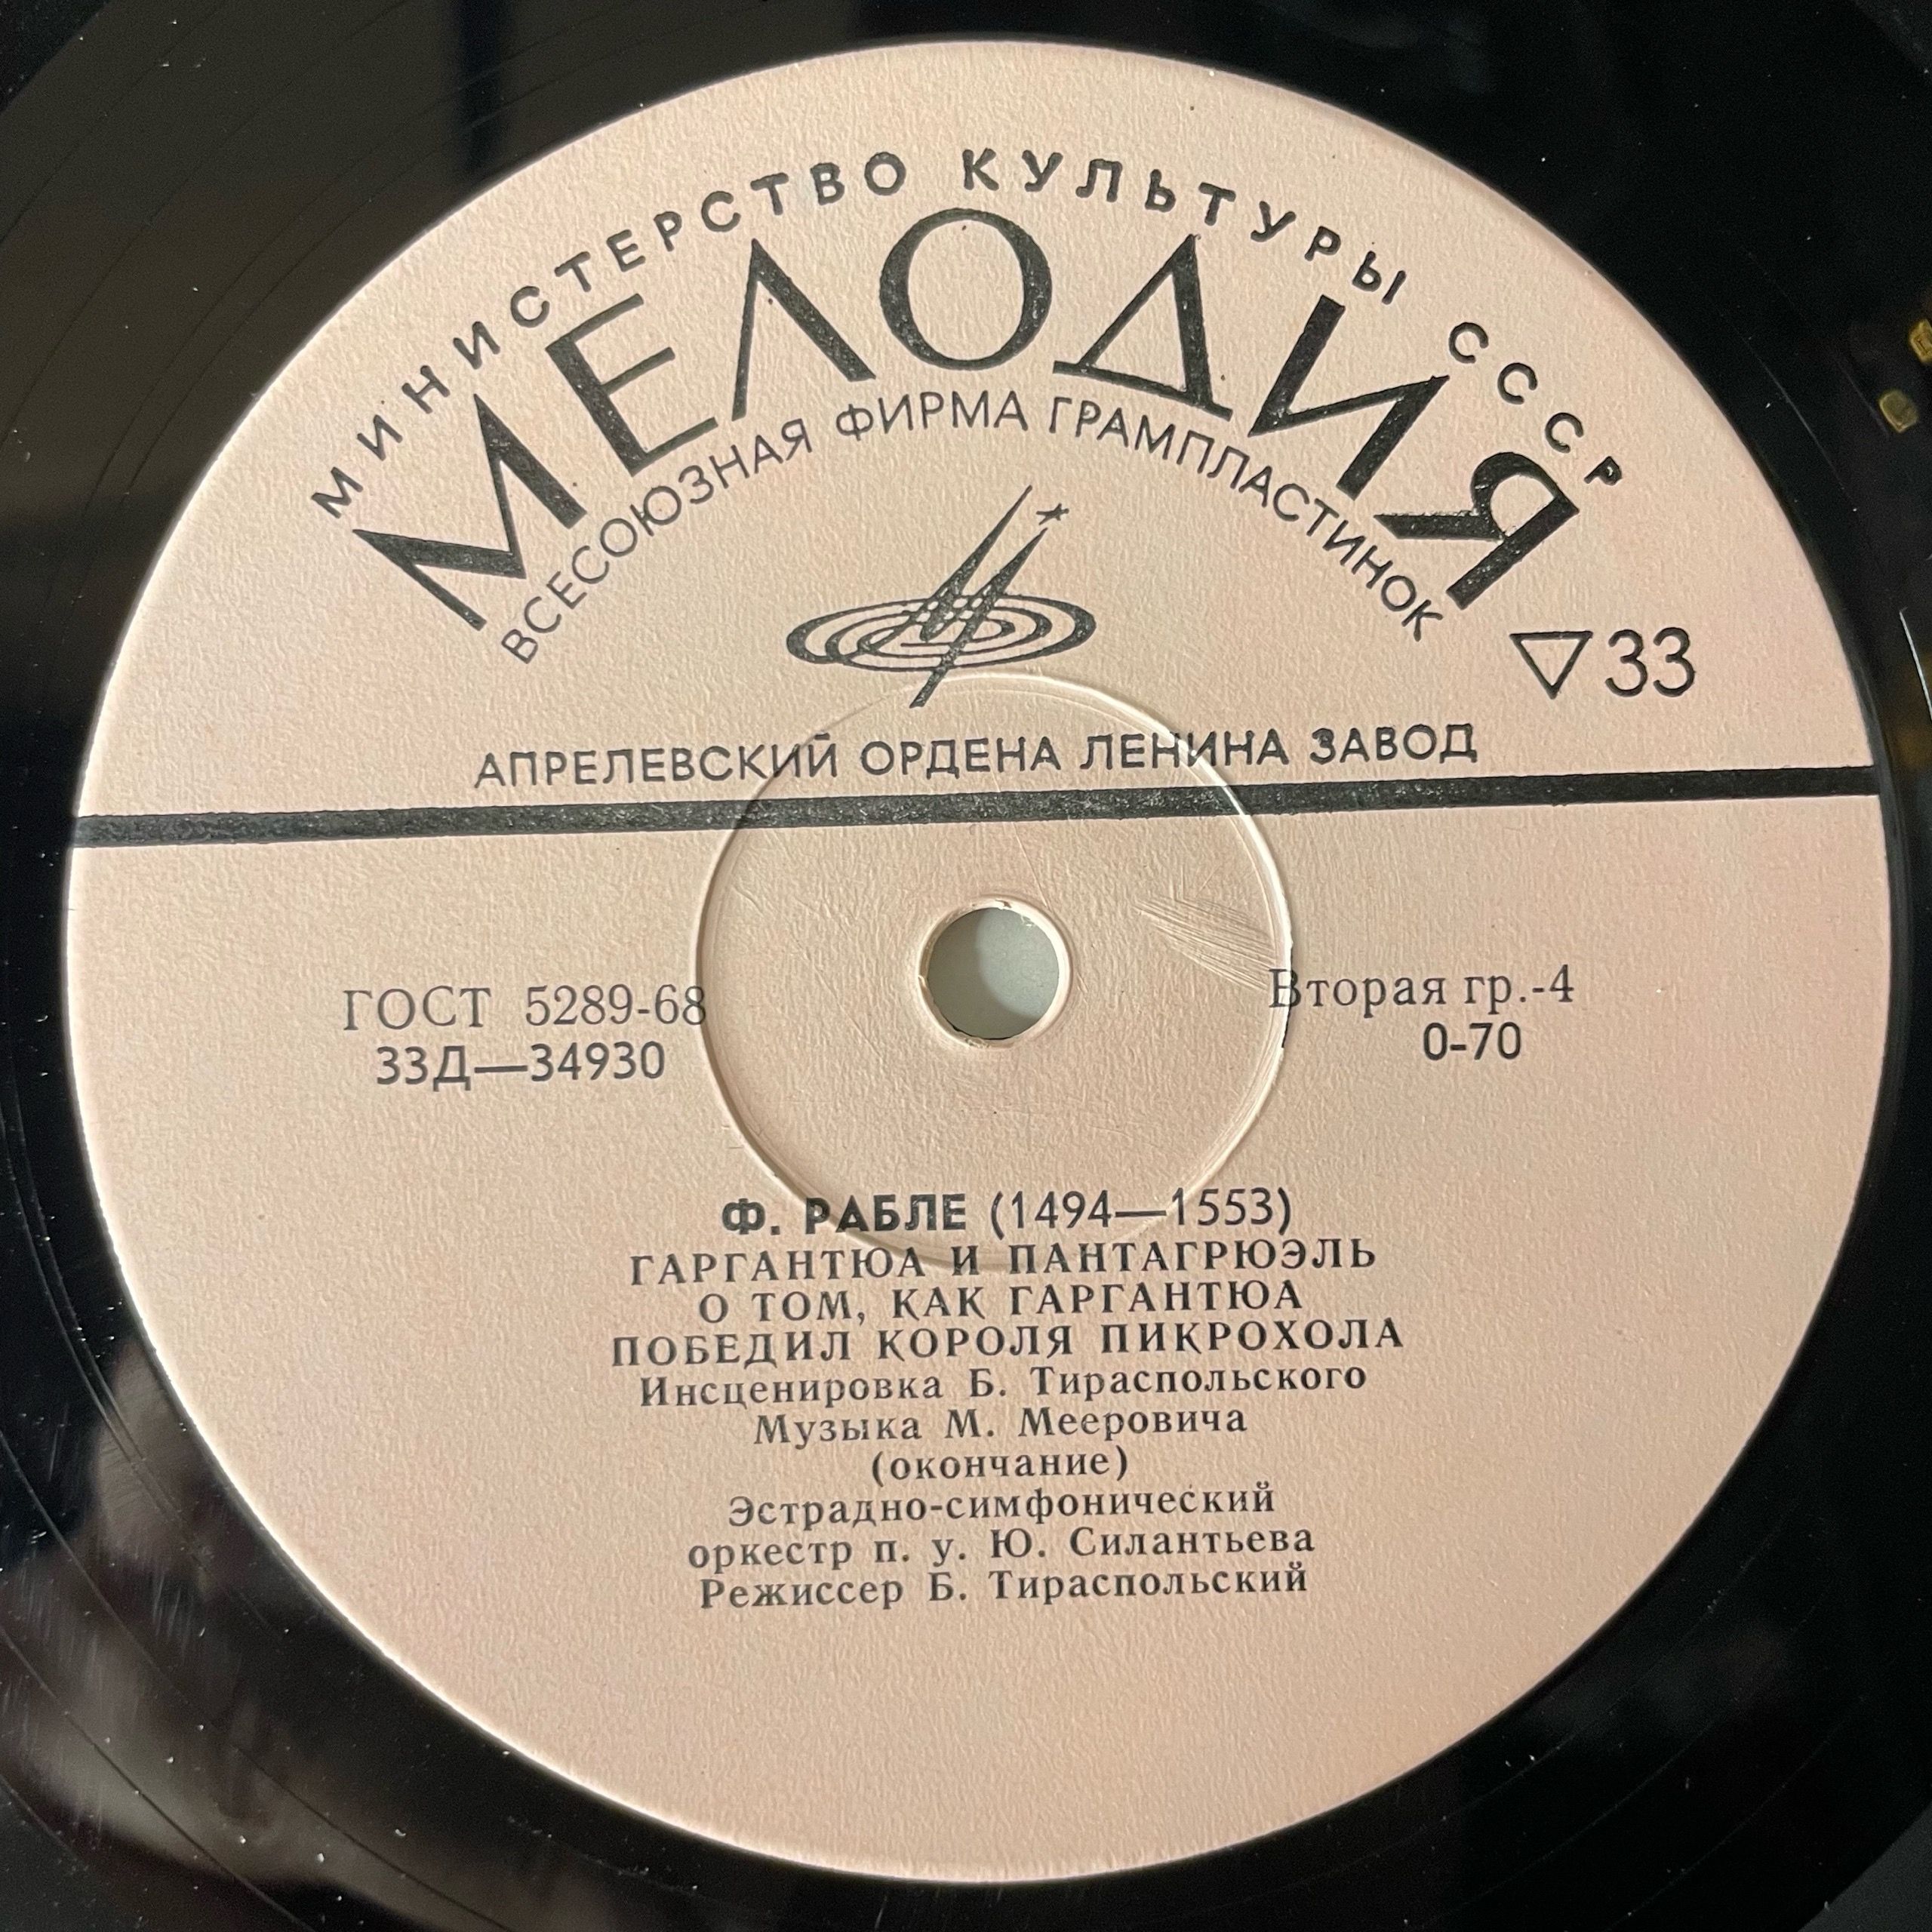 МИНИСТЕРСТВО КУЛЬТУРЫ СССР
МЕЛОДИЯ
ВСЕСОЮЗНАЯ ФИРМА ГРАМПЛАСТИНОК
▽33
АПРЕЛЕВСКИЙ ОРДЕНА ЛЕНИНА ЗАВОД
ГОСТ 5289-68
33Д—34930
Вторая гр.-4
0-70
Ф. РАБЛЕ (1494—1553)
ГАРГАНТЮА И ПАНТАГРЮЭЛЬ
О ТОМ, КАК ГАРГАНТЮА
ПОБЕДИЛ КОРОЛЯ ПИКРОХОЛА
Инсценировка Б. Тираспольского
Музыка М. Мееровича
(окончание)
Эстрадно-симфонический
оркестр п. у. Ю. Силантьева
Режиссер Б. Тираспольский